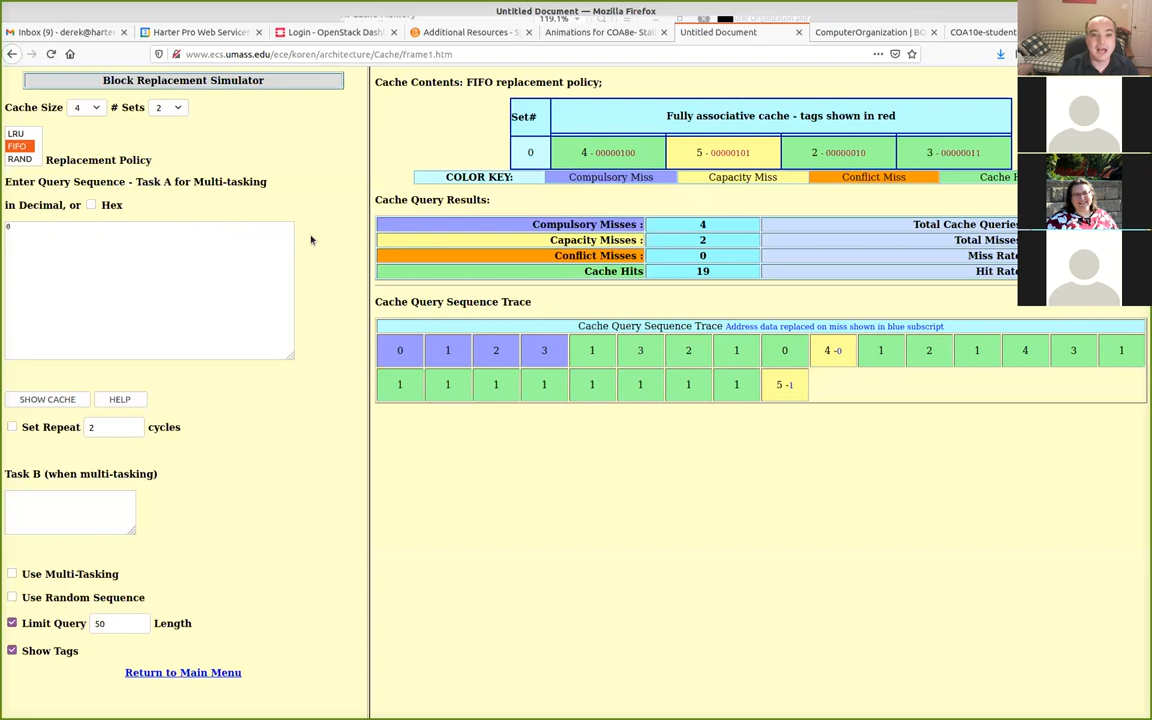 Untitled Document — Mozilla Firefox
119.1%
Inbox (9) - derek@harter Harter Pro Web Services Login - OpenStack Dash Additional Resources - S Animations for COA8e- Stal Untitled Document ComputerOrganization | BO COA10e-student
www.ecs.umass.edu/ece/koren/architecture/Cache/frame1.htm
Block Replacement Simulator
Cache Size 4 # Sets 2
LRU
FIFO
RAND
Replacement Policy
Enter Query Sequence - Task A for Multi-tasking
in Decimal, or Hex
0
SHOW CACHE HELP
Set Repeat 2 cycles
Task B (when multi-tasking)
Use Multi-Tasking
Use Random Sequence
Limit Query 50 Length
Show Tags
Return to Main Menu
Cache Contents: FIFO replacement policy;
Set# Fully associative cache - tags shown in red
0 4 - 00000100 5 - 00000101 2 - 00000010 3 - 00000011
COLOR KEY: Compulsory Miss Capacity Miss Conflict Miss Cache H
Cache Query Results:
Compulsory Misses : 4 Total Cache Queries
Capacity Misses : 2 Total Misses
Conflict Misses : 0 Miss Rate
Cache Hits 19 Hit Rate
Cache Query Sequence Trace
Cache Query Sequence Trace Address data replaced on miss shown in blue subscript
0 1 2 3 1 3 2 1 0 4 -0 1 2 1 4 3 1
1 1 1 1 1 1 1 1 5 -1